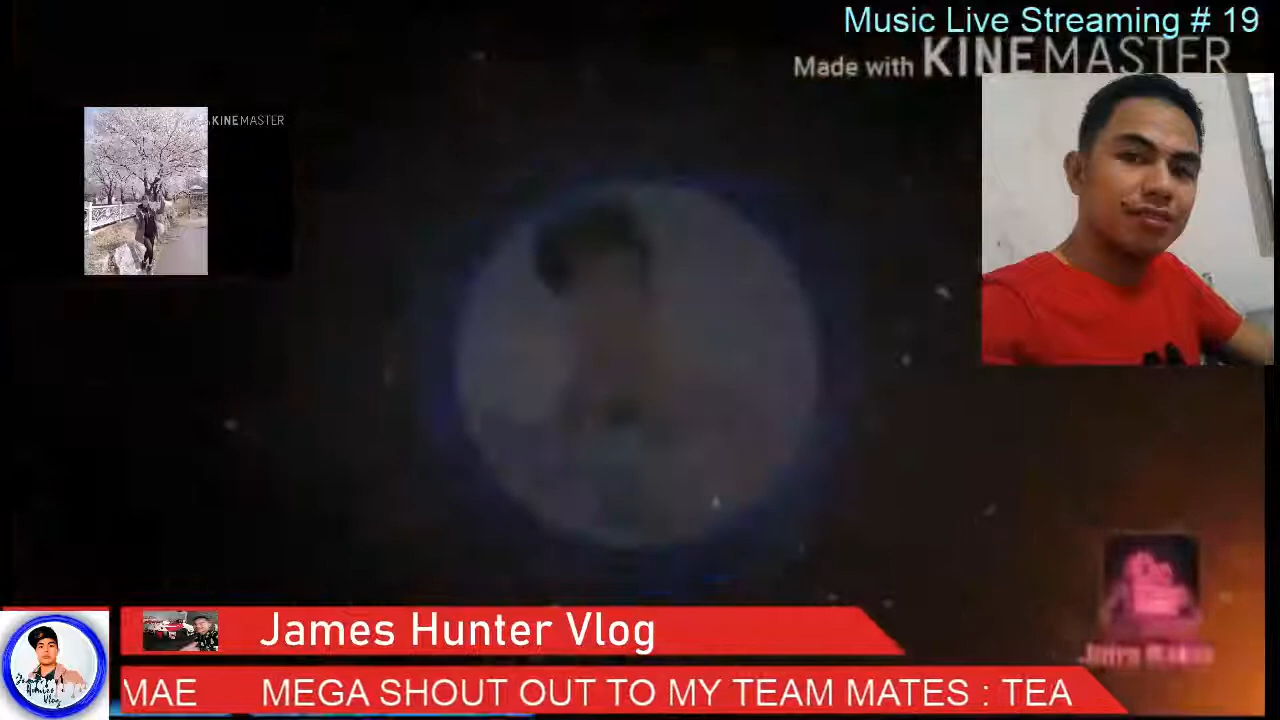 Music Live Streaming # 19
Made with KINEMASTER
KINEMASTER
James Hunter Vlog
MAE MEGA SHOUT OUT TO MY TEAM MATES : TEA
Vlog